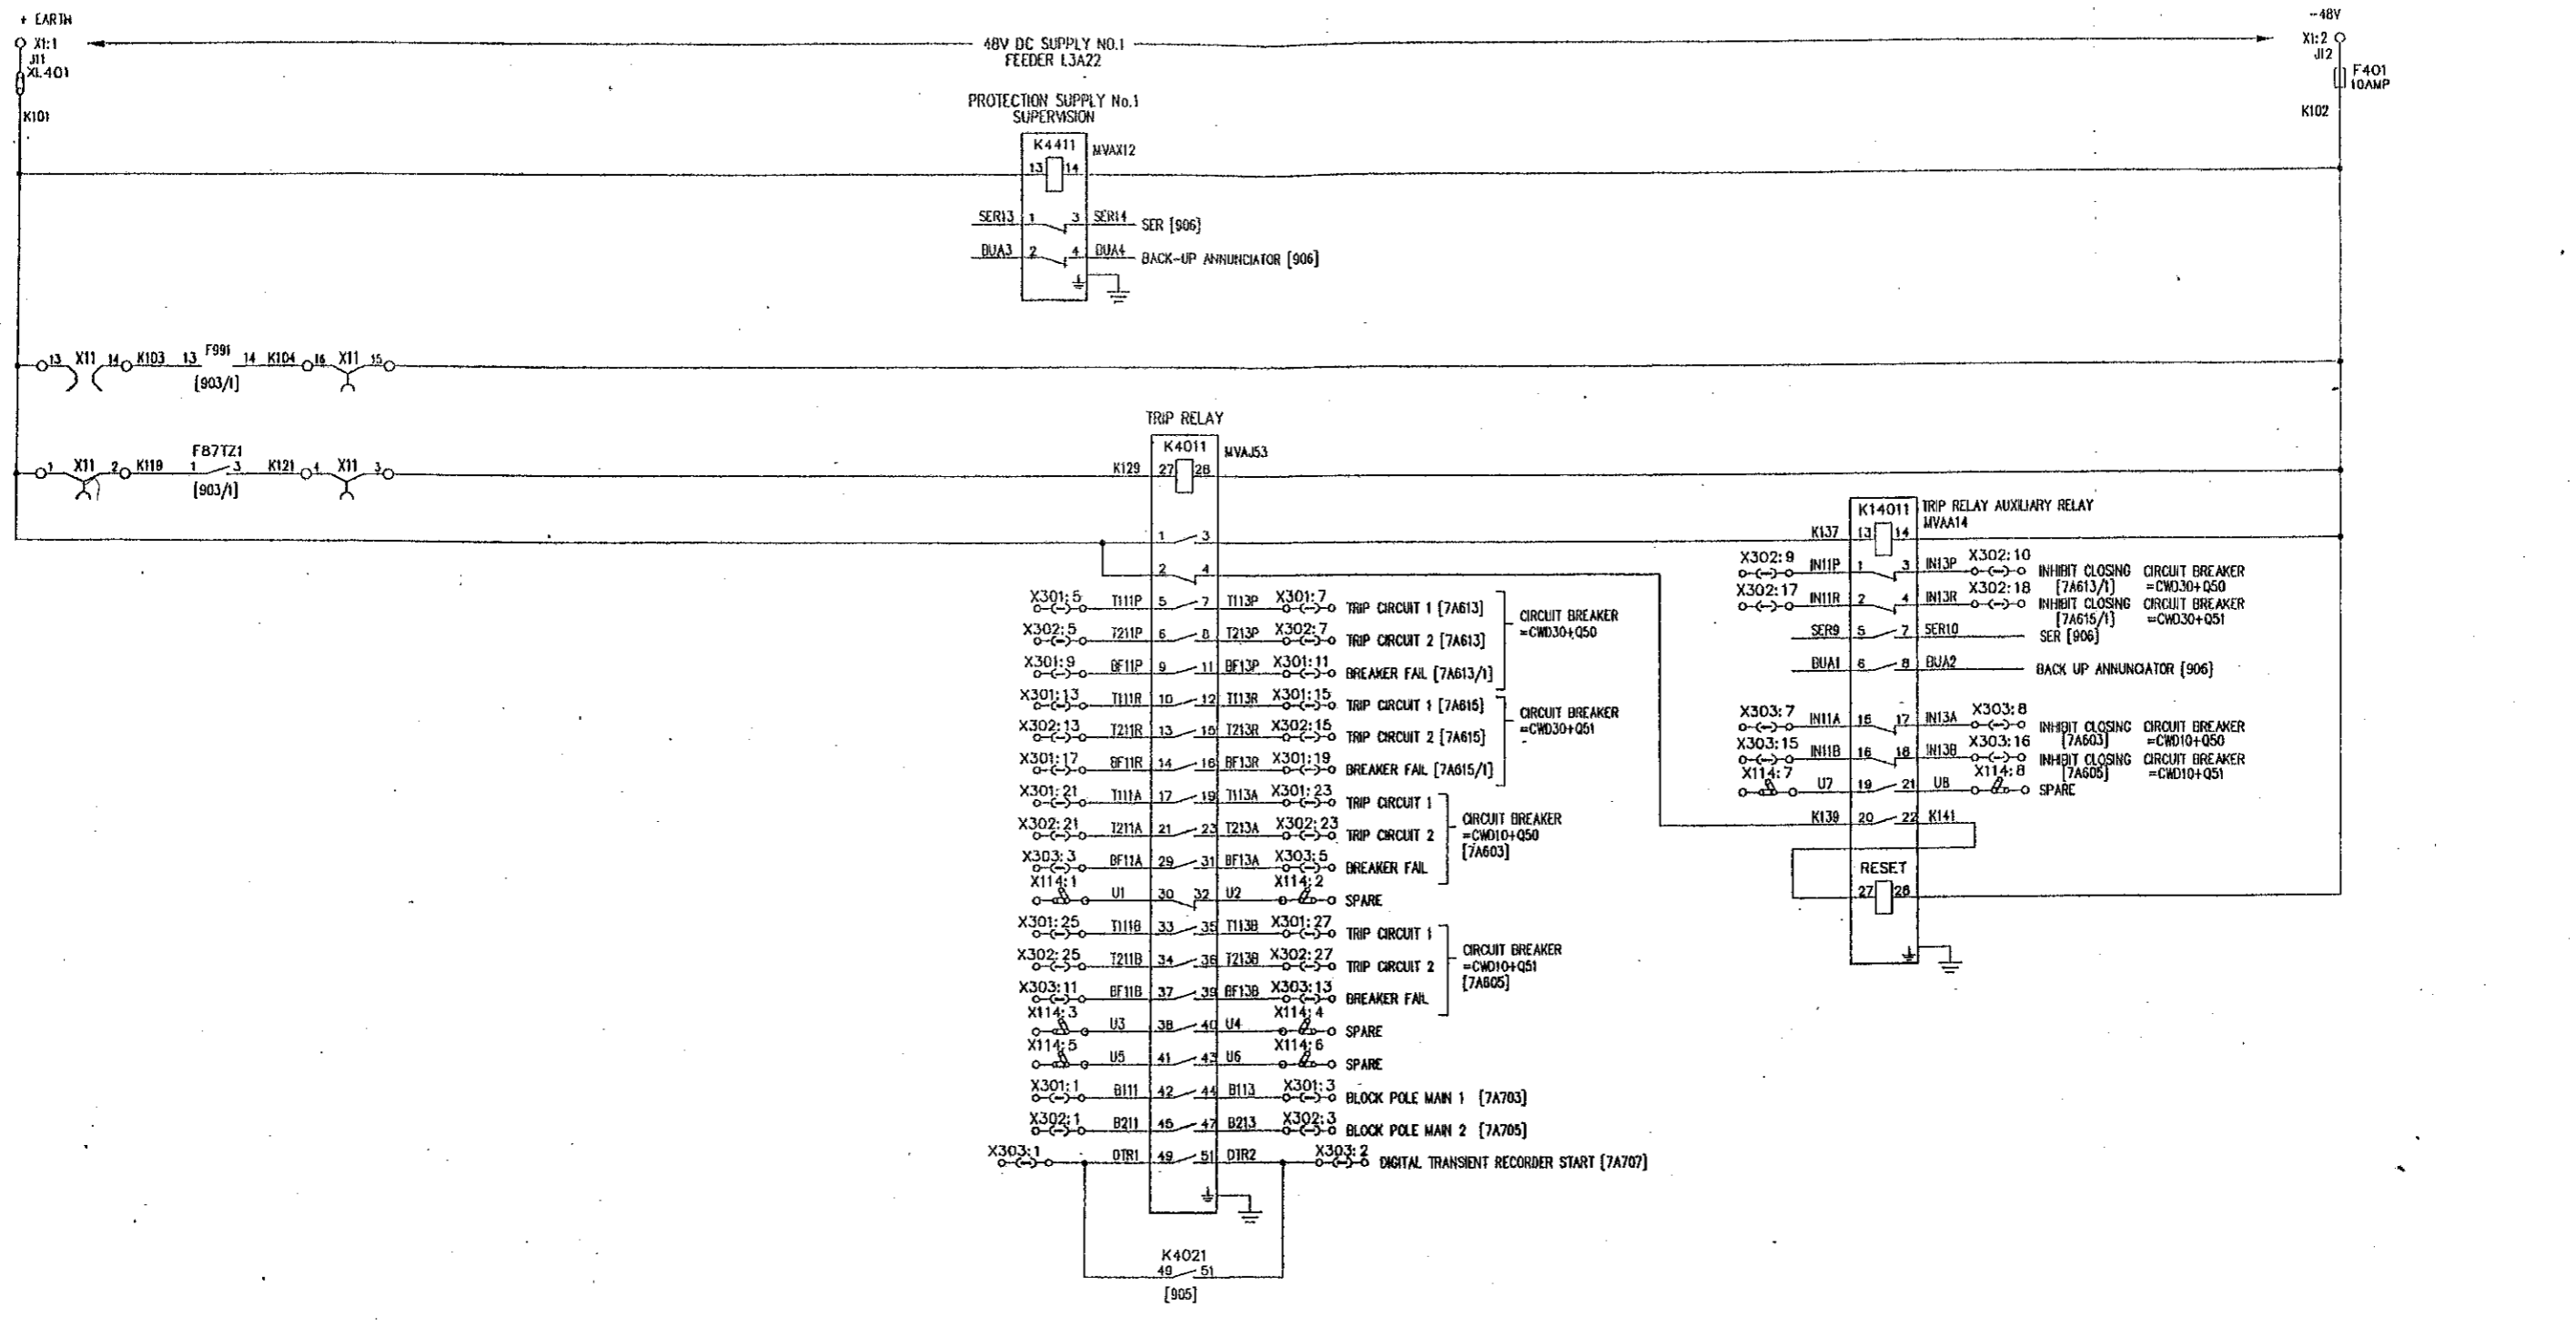 + EARTH
X1:1
J11
XL401
K101
48V DC SUPPLY NO.1
FEEDER L3A22
-48V
X1:2
J12
F401
10AMP
K102
PROTECTION SUPPLY No.1
SUPERVISION
K4411
MVAX12
13 14
SER13 1 3 SER14 SER [906]
BUA3 2 4 BUA4 BACK-UP ANNUNCIATOR [906]
13 X11 14 K103 13 F991 14 K104 16 X11 15
[903/1]
F87TZ1
1 X11 2 K119 1 3 K121 4 X11 3
[903/1]
TRIP RELAY
K4011
MVAJ53
K129 27 28
1 3
2 4
X301:5 T111P 5 7 T113P X301:7 TRIP CIRCUIT 1 [7A613]
X302:5 T211P 6 8 T213P X302:7 TRIP CIRCUIT 2 [7A613]
X301:9 BF11P 9 11 BF13P X301:11 BREAKER FAIL [7A613/1]
CIRCUIT BREAKER
=CWD30+Q50
X301:13 T111R 10 12 T113R X301:15 TRIP CIRCUIT 1 [7A615]
X302:13 T211R 13 15 T213R X302:15 TRIP CIRCUIT 2 [7A615]
X301:17 BF11R 14 16 BF13R X301:19 BREAKER FAIL [7A615/1]
CIRCUIT BREAKER
=CWD30+Q51
X301:21 T111A 17 19 T113A X301:23 TRIP CIRCUIT 1
X302:21 T211A 21 23 T213A X302:23 TRIP CIRCUIT 2
X303:3 BF11A 29 31 BF13A X303:5 BREAKER FAIL
CIRCUIT BREAKER
=CWD10+Q50
[7A603]
X114:1 U1 30 32 U2 X114:2 SPARE
X301:25 T111B 33 35 T113B X301:27 TRIP CIRCUIT 1
X302:25 T211B 34 36 T213B X302:27 TRIP CIRCUIT 2
X303:11 BF11B 37 39 BF13B X303:13 BREAKER FAIL
CIRCUIT BREAKER
=CWD10+Q51
[7A605]
X114:3 U3 38 40 U4 X114:4 SPARE
X114:5 U5 41 43 U6 X114:6 SPARE
X301:1 B111 42 44 B113 X301:3 BLOCK POLE MAIN 1 [7A703]
X302:1 B211 45 47 B213 X302:3 BLOCK POLE MAIN 2 [7A705]
X303:1 DTR1 49 51 DTR2 X303:2 DIGITAL TRANSIENT RECORDER START [7A707]
K4021
49 51
[905]
K14011
TRIP RELAY AUXILIARY RELAY
MVAA14
K137 13 14
X302:9 IN11P 1 3 IN13P X302:10 INHIBIT CLOSING CIRCUIT BREAKER
[7A613/1] =CWD30+Q50
X302:17 IN11R 2 4 IN13R X302:18 INHIBIT CLOSING CIRCUIT BREAKER
[7A615/1] =CWD30+Q51
SER9 5 7 SER10 SER [906]
BUA1 6 8 BUA2 BACK UP ANNUNCIATOR [906]
X303:7 IN11A 15 17 IN13A X303:8 INHIBIT CLOSING CIRCUIT BREAKER
[7A603] =CWD10+Q50
X303:15 IN11B 16 18 IN13B X303:16 INHIBIT CLOSING CIRCUIT BREAKER
[7A605] =CWD10+Q51
X114:7 U7 19 21 U8 X114:8 SPARE
K139 20 22 K141
RESET
27 28